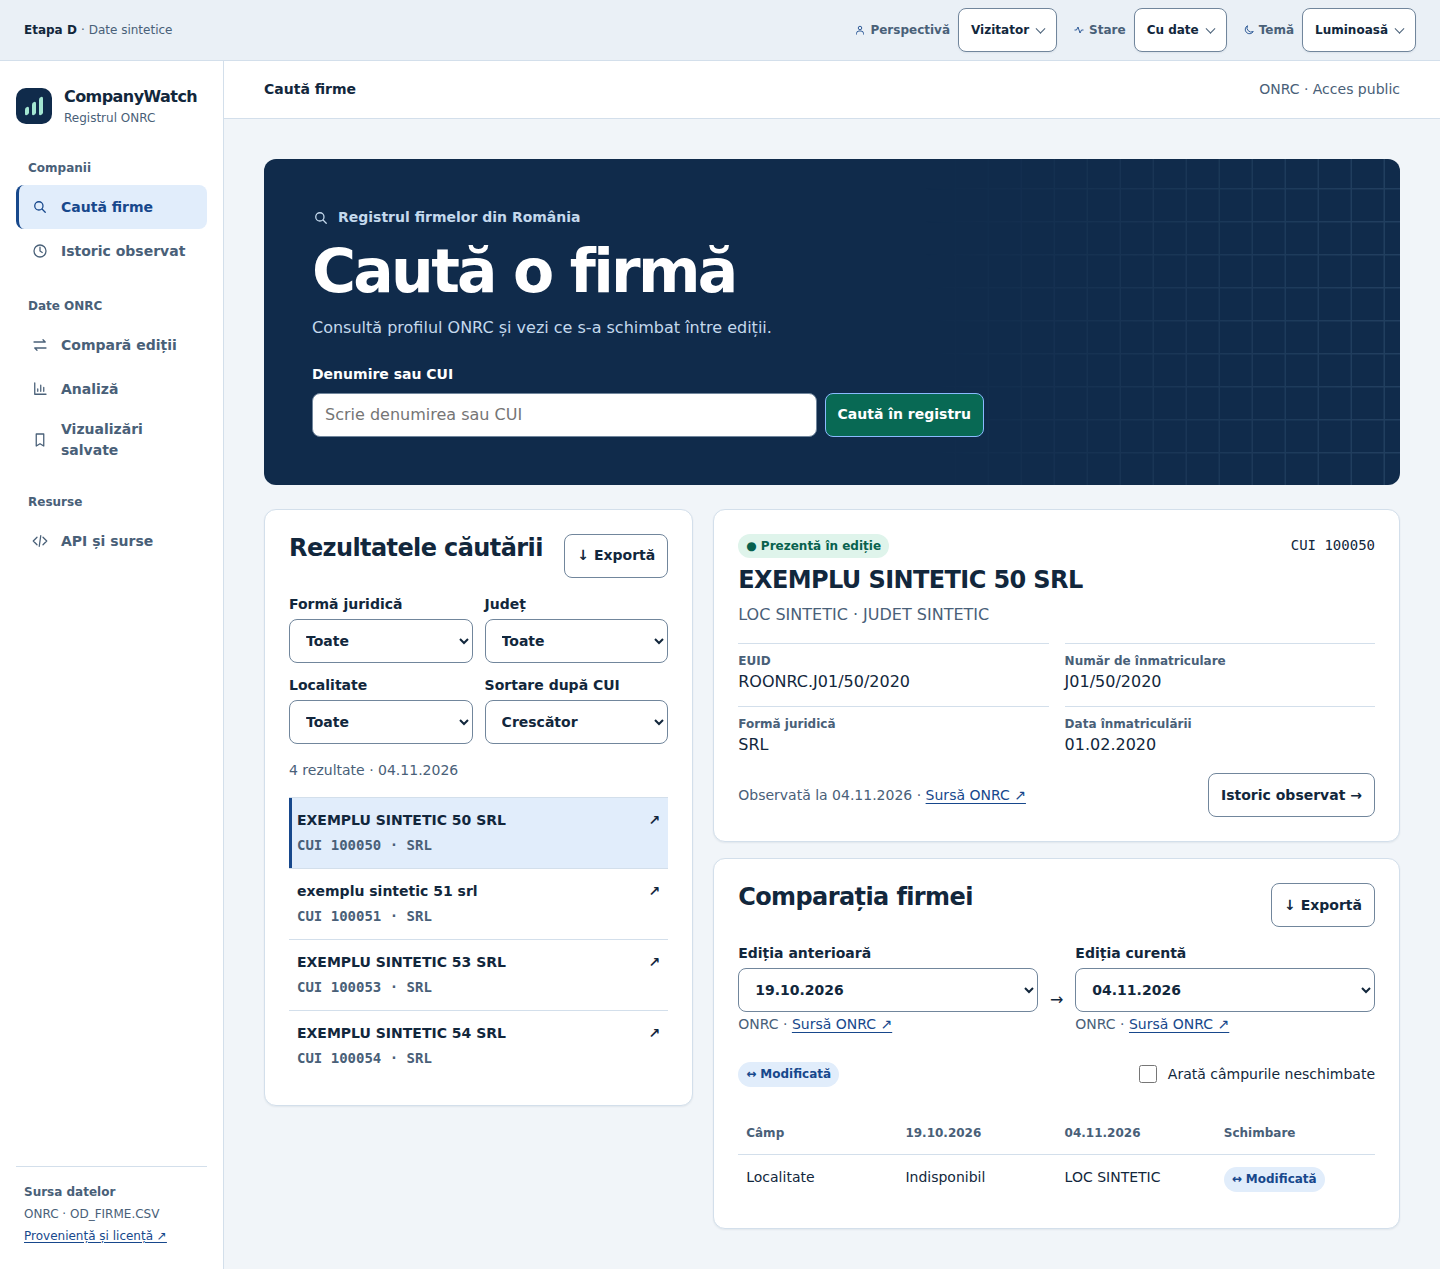 Etapa D · Date sintetice
Perspectivă Vizitator Stare Cu date Temă Luminoasă
CompanyWatch
Registrul ONRC
Companii
Caută firme
Istoric observat
Date ONRC
Compară ediții
Analiză
Vizualizări
salvate
Resurse
API și surse
Sursa datelor
ONRC · OD_FIRME.CSV
Proveniență și licență ↗
Caută firme
ONRC · Acces public
Registrul firmelor din România
Caută o firmă
Consultă profilul ONRC și vezi ce s-a schimbat între ediții.
Denumire sau CUI
Scrie denumirea sau CUI
Caută în registru
Rezultatele căutării
↓ Exportă
Formă juridică Județ
Toate Toate
Localitate Sortare după CUI
Toate Crescător
4 rezultate · 04.11.2026
EXEMPLU SINTETIC 50 SRL ↗
CUI 100050 · SRL
exemplu sintetic 51 srl ↗
CUI 100051 · SRL
EXEMPLU SINTETIC 53 SRL ↗
CUI 100053 · SRL
EXEMPLU SINTETIC 54 SRL ↗
CUI 100054 · SRL
● Prezentă în ediție
CUI 100050
EXEMPLU SINTETIC 50 SRL
LOC SINTETIC · JUDET SINTETIC
EUID Număr de înmatriculare
ROONRC.J01/50/2020 J01/50/2020
Formă juridică Data înmatriculării
SRL 01.02.2020
Observată la 04.11.2026 · Sursă ONRC ↗
Istoric observat →
Comparația firmei
↓ Exportă
Ediția anterioară Ediția curentă
19.10.2026 → 04.11.2026
ONRC · Sursă ONRC ↗ ONRC · Sursă ONRC ↗
↔ Modificată
Arată câmpurile neschimbate
Câmp 19.10.2026 04.11.2026 Schimbare
Localitate Indisponibil LOC SINTETIC ↔ Modificată